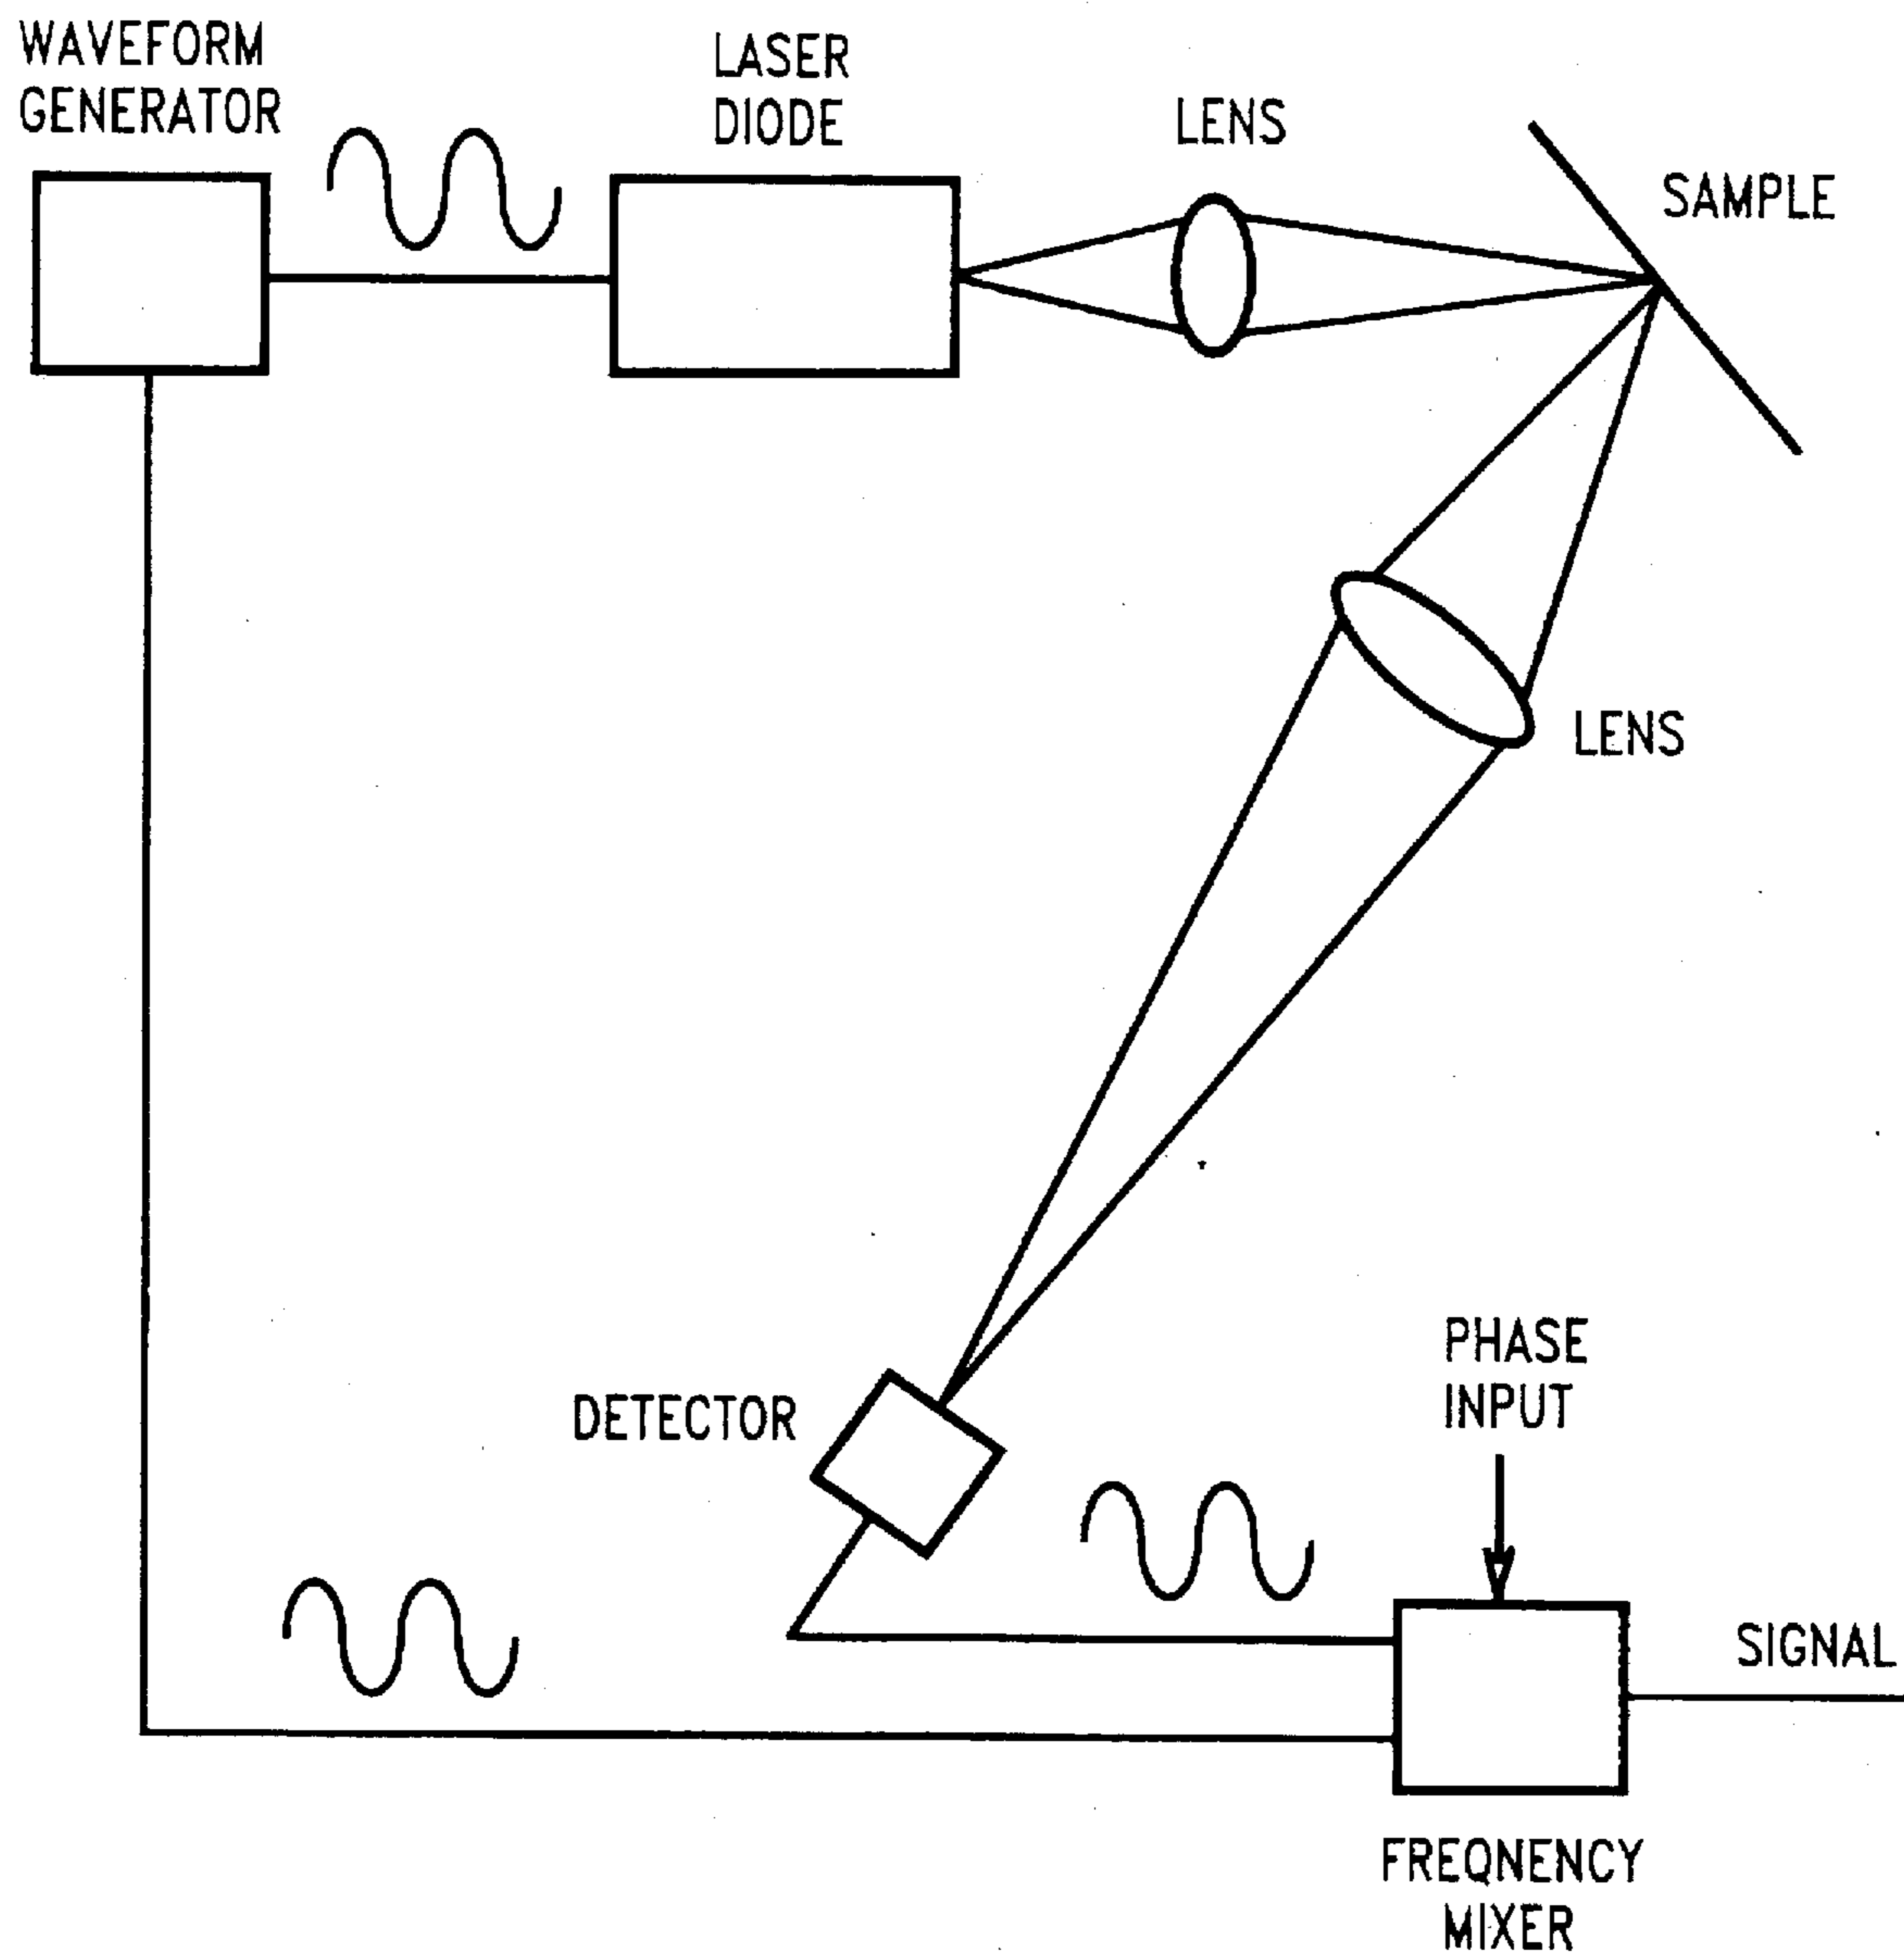 WAVEFORM
GENERATOR
LASER
DIODE
LENS
SAMPLE
LENS
DETECTOR
PHASE
INPUT
SIGNAL
FREQNENCY
MIXER